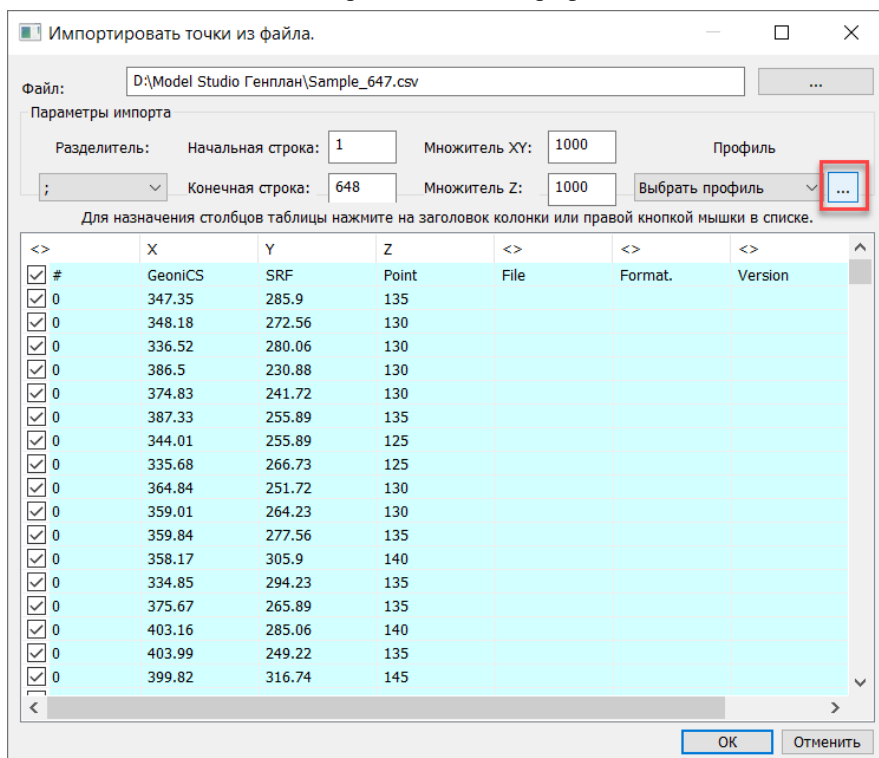 Импортировать точки из файла.
Файл: D:\Model Studio Генплан\Sample_647.csv ...
Параметры импорта
Разделитель: Начальная строка: 1 Множитель XY: 1000 Профиль
; Конечная строка: 648 Множитель Z: 1000 Выбрать профиль ...
Для назначения столбцов таблицы нажмите на заголовок колонки или правой кнопкой мышки в списке.
<> X Y Z <> <> <>
# GeoniCS SRF Point File Format. Version
0 347.35 285.9 135
0 348.18 272.56 130
0 336.52 280.06 130
0 386.5 230.88 130
0 374.83 241.72 130
0 387.33 255.89 135
0 344.01 255.89 125
0 335.68 266.73 125
0 364.84 251.72 130
0 359.01 264.23 130
0 359.84 277.56 135
0 358.17 305.9 140
0 334.85 294.23 135
0 375.67 265.89 135
0 403.16 285.06 140
0 403.99 249.22 135
0 399.82 316.74 145
ОК Отменить